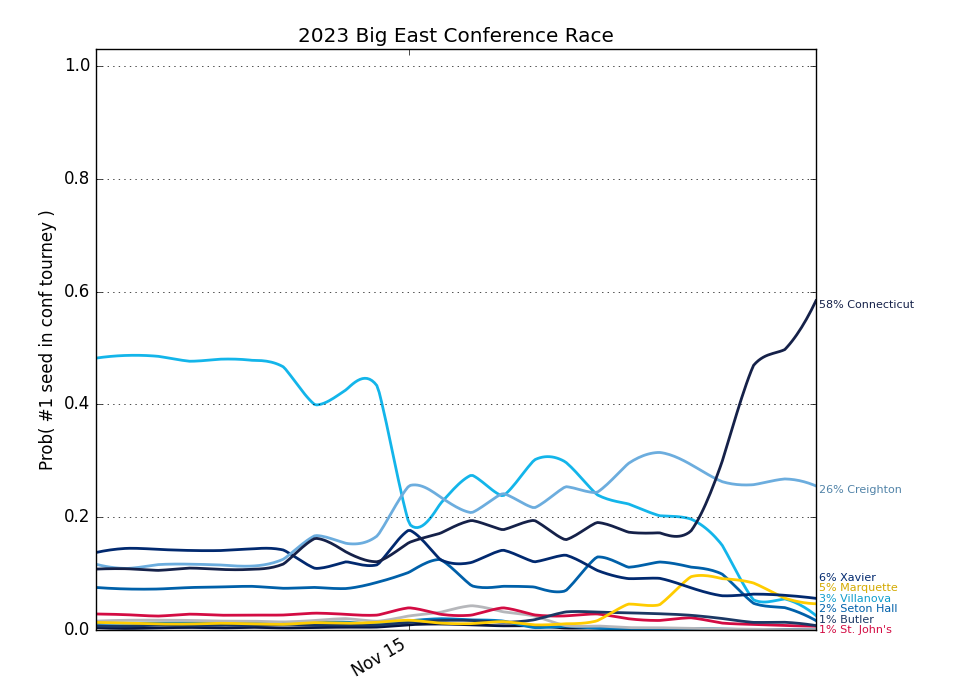 2023 Big East Conference Race
Prob( #1 seed in conf tourney )
1.0
0.8
0.6
0.4
0.2
0.0
Nov 15
58% Connecticut
26% Creighton
6% Xavier
5% Marquette
3% Villanova
2% Seton Hall
1% Butler
1% St. John's